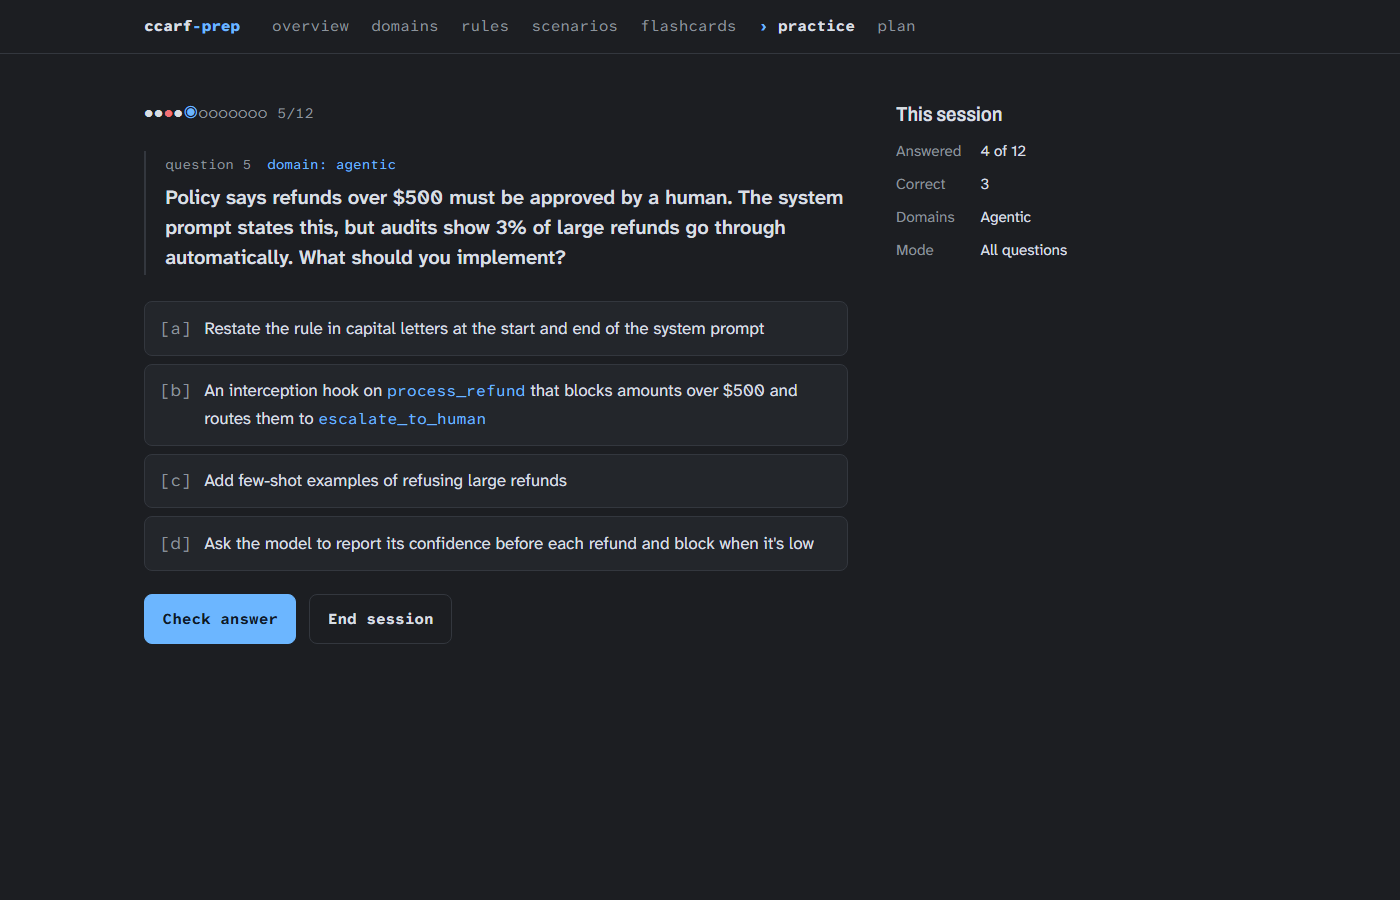 ccarf-prep overview domains rules scenarios flashcards › practice plan
5/12
question 5 domain: agentic
Policy says refunds over $500 must be approved by a human. The system
prompt states this, but audits show 3% of large refunds go through
automatically. What should you implement?
[a] Restate the rule in capital letters at the start and end of the system prompt
[b] An interception hook on process_refund that blocks amounts over $500 and
routes them to escalate_to_human
[c] Add few-shot examples of refusing large refunds
[d] Ask the model to report its confidence before each refund and block when it's low
Check answer End session
This session
Answered 4 of 12
Correct 3
Domains Agentic
Mode All questions